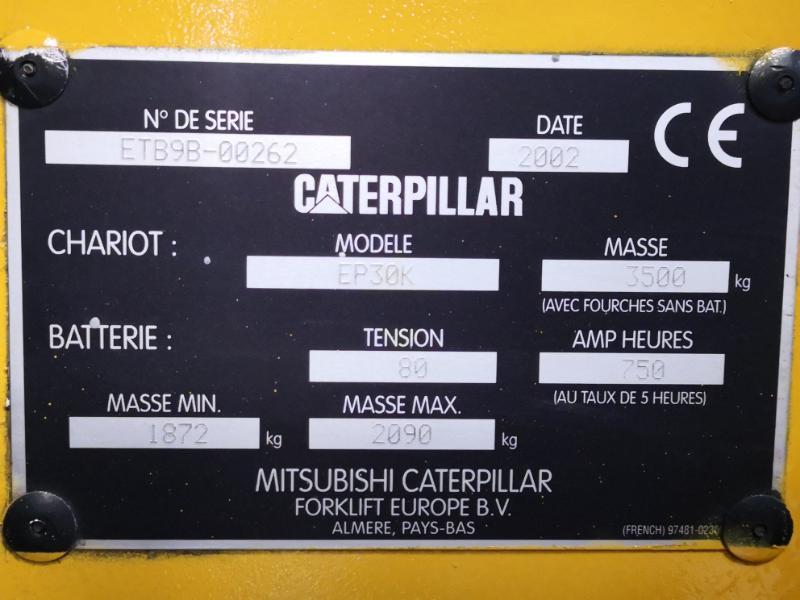 N° DE SERIE DATE CE
ETB9B-00262 2002
CATERPILLAR
CHARIOT : MODELE MASSE
EP30K 3500 kg
(AVEC FOURCHES SANS BAT.)
BATTERIE : TENSION AMP HEURES
80 750
MASSE MIN. MASSE MAX. (AU TAUX DE 5 HEURES)
1872 kg 2090 kg
MITSUBISHI CATERPILLAR
FORKLIFT EUROPE B.V.
ALMERE, PAYS-BAS (FRENCH)